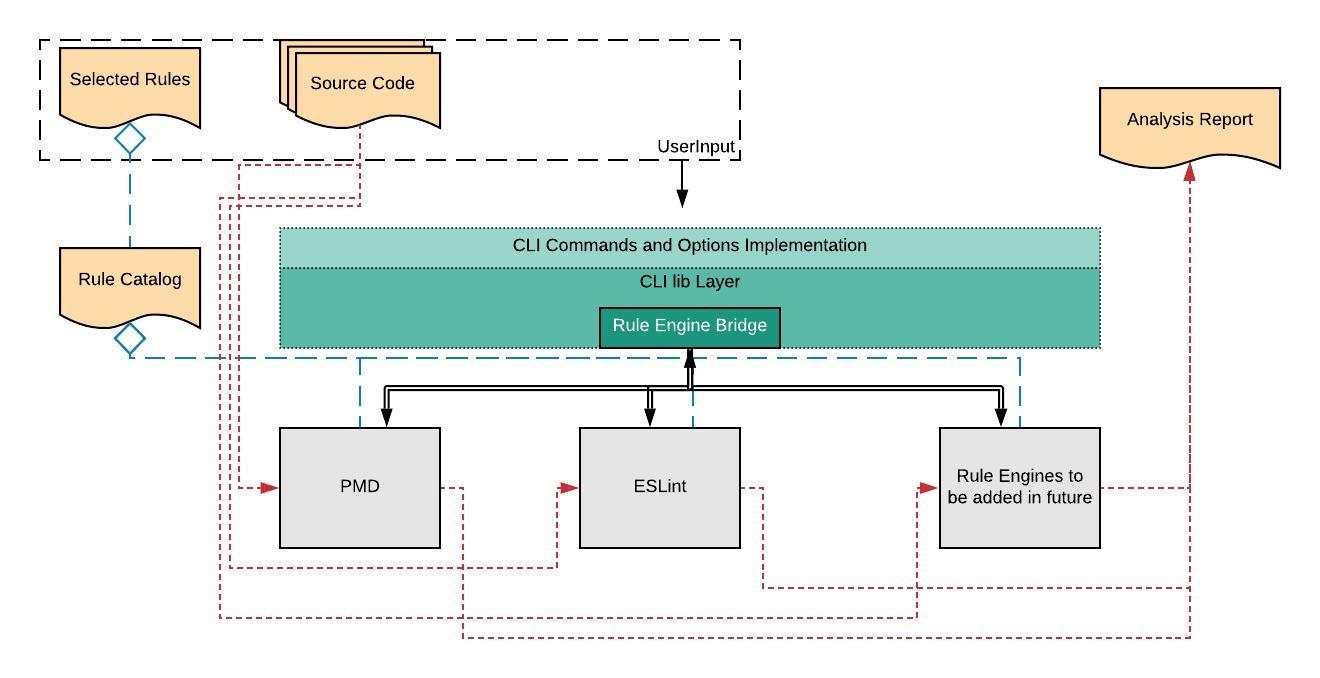 Selected Rules
Source Code
UserInput
Analysis Report
Rule Catalog
CLI Commands and Options Implementation
CLI lib Layer
Rule Engine Bridge
PMD
ESLint
Rule Engines to
be added in future